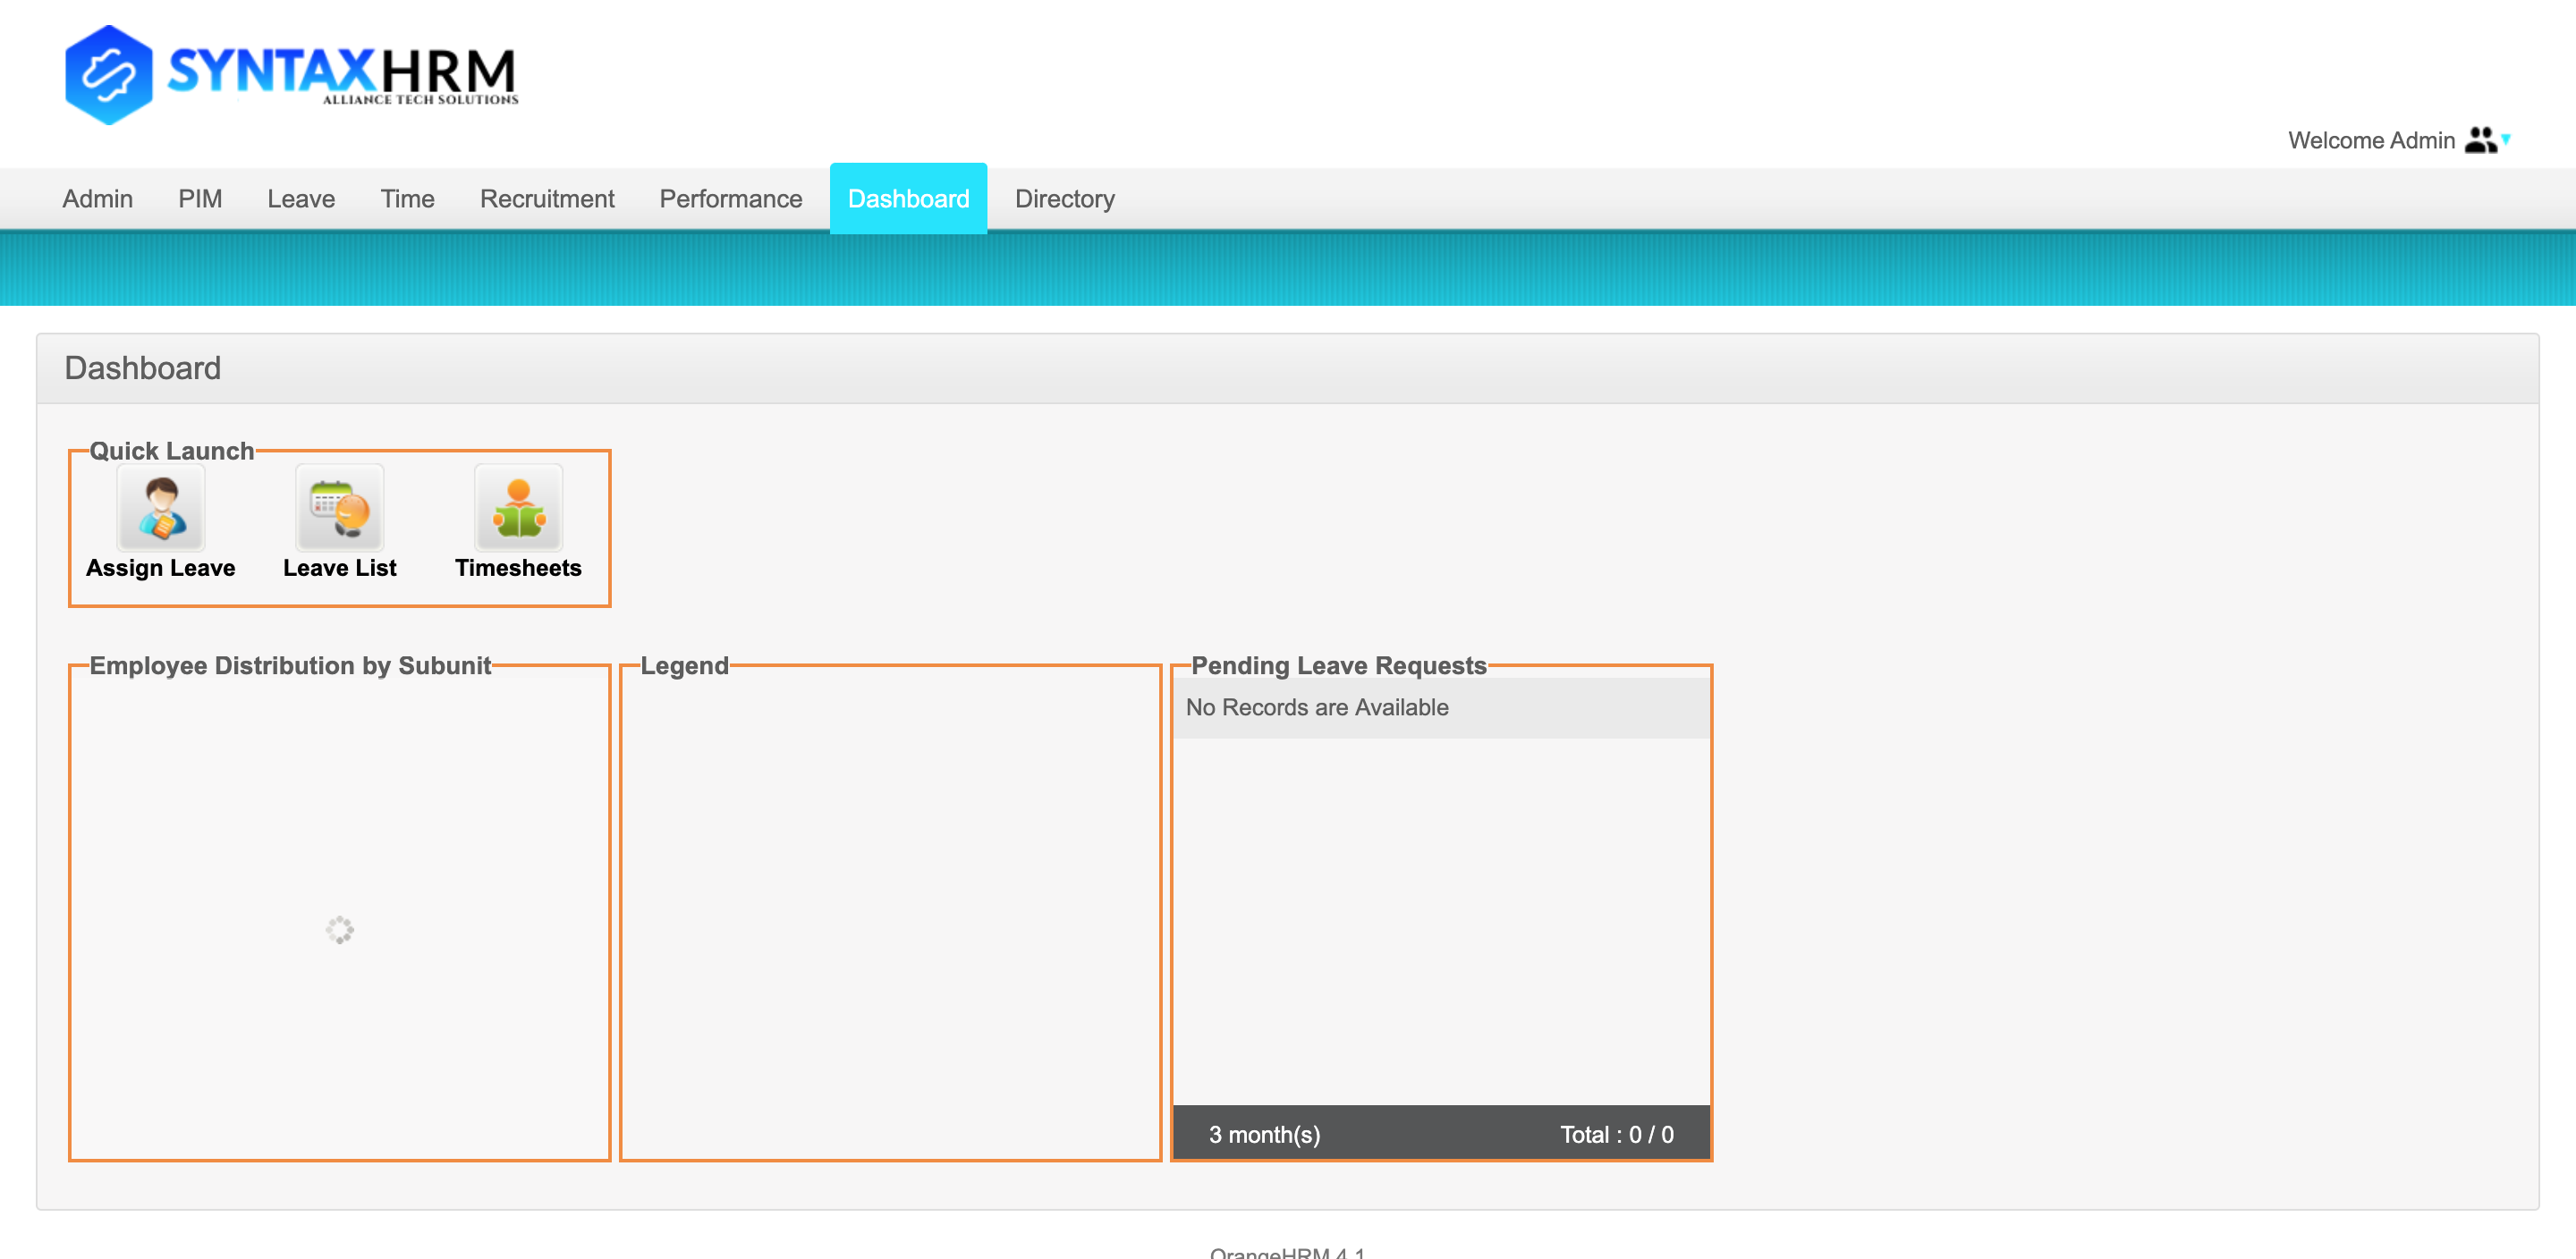 SYNTAXHRM
ALLIANCE TECH SOLUTIONS
Welcome Admin
Admin PIM Leave Time Recruitment Performance Dashboard Directory
Dashboard
Quick Launch
Assign Leave Leave List Timesheets
Employee Distribution by Subunit Legend Pending Leave Requests
No Records are Available
3 month(s) Total : 0 / 0
OrangeHRM 4.1